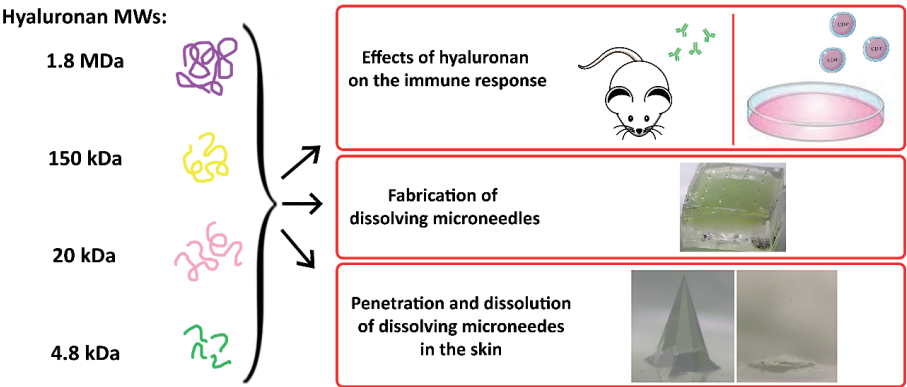 Hyaluronan MWs:
1.8 MDa
150 kDa
20 kDa
4.8 kDa
Effects of hyaluronan
on the immune response
Fabrication of
dissolving microneedles
Penetration and dissolution
of dissolving microneedes
in the skin